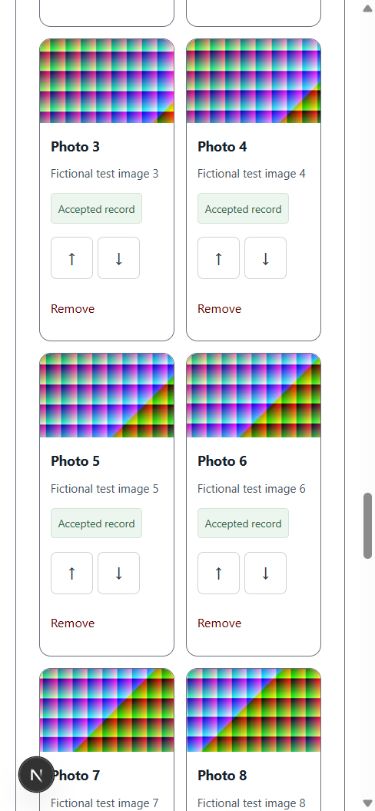 Photo 3
Fictional test image 3
Accepted record
↑ ↓
Remove
Photo 4
Fictional test image 4
Accepted record
↑ ↓
Remove
Photo 5
Fictional test image 5
Accepted record
↑ ↓
Remove
Photo 6
Fictional test image 6
Accepted record
↑ ↓
Remove
N
Photo 7
Fictional test image 7
Photo 8
Fictional test image 8